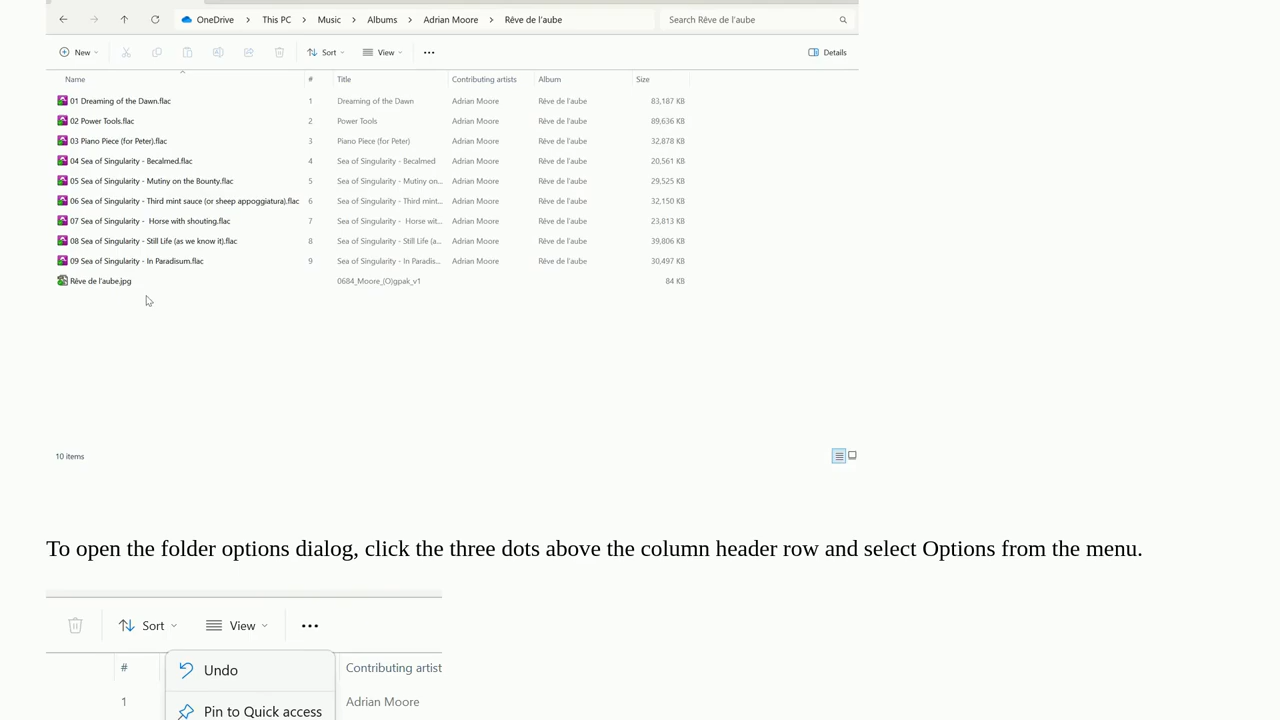 OneDrive > This PC > Music > Albums > Adrian Moore > Rêve de l'aube Search Rêve de l'aube
New Sort View ••• Details
Name # Title Contributing artists Album Size
01 Dreaming of the Dawn.flac 1 Dreaming of the Dawn Adrian Moore Rêve de l'aube 83,187 KB
02 Power Tools.flac 2 Power Tools Adrian Moore Rêve de l'aube 89,636 KB
03 Piano Piece (for Peter).flac 3 Piano Piece (for Peter) Adrian Moore Rêve de l'aube 32,878 KB
04 Sea of Singularity - Becalmed.flac 4 Sea of Singularity - Becalmed Adrian Moore Rêve de l'aube 20,561 KB
05 Sea of Singularity - Mutiny on the Bounty.flac 5 Sea of Singularity - Mutiny on... Adrian Moore Rêve de l'aube 29,525 KB
06 Sea of Singularity - Third mint sauce (or sheep appoggiatura).flac 6 Sea of Singularity - Third mint... Adrian Moore Rêve de l'aube 32,150 KB
07 Sea of Singularity -  Horse with shouting.flac 7 Sea of Singularity -  Horse wit... Adrian Moore Rêve de l'aube 23,813 KB
08 Sea of Singularity - Still Life (as we know it).flac 8 Sea of Singularity - Still Life (a... Adrian Moore Rêve de l'aube 39,806 KB
09 Sea of Singularity - In Paradisum.flac 9 Sea of Singularity - In Paradis... Adrian Moore Rêve de l'aube 30,497 KB
Rêve de l'aube.jpg 0684_Moore_(O)gpak_v1 84 KB
10 items
To open the folder options dialog, click the three dots above the column header row and select Options from the menu.
Sort View •••
# Contributing artist
Undo
1 Adrian Moore
Pin to Quick access